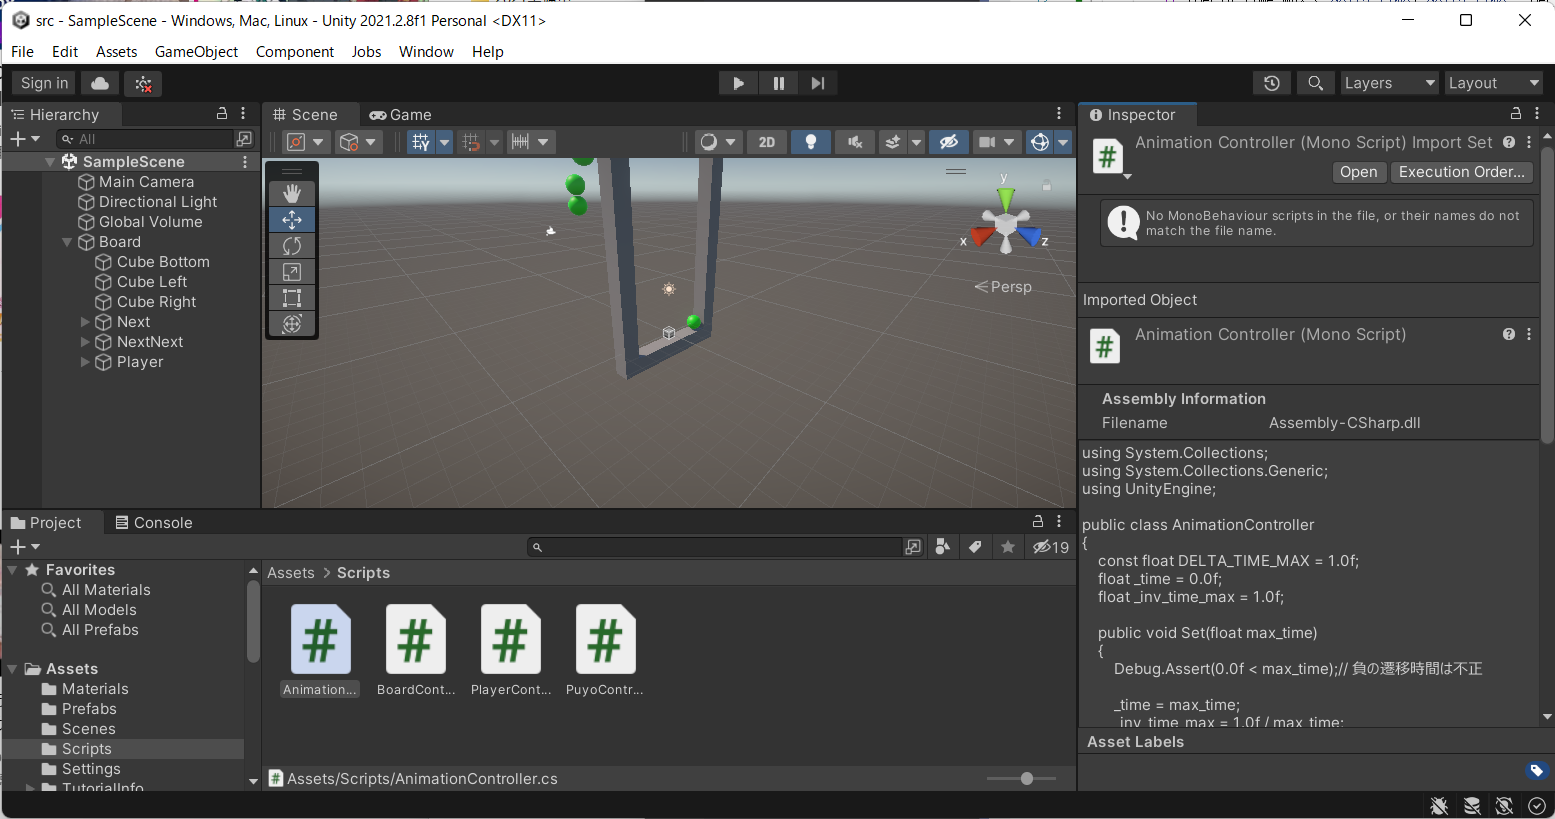 src - SampleScene - Windows, Mac, Linux - Unity 2021.2.8f1 Personal <DX11>
File Edit Assets GameObject Component Jobs Window Help
Sign in
Layers
Layout
Hierarchy
All
SampleScene
Main Camera
Directional Light
Global Volume
Board
Cube Bottom
Cube Left
Cube Right
Next
NextNext
Player
Scene
Game
2D
y
x
z
Persp
Inspector
Animation Controller (Mono Script) Import Set
Open
Execution Order...
No MonoBehaviour scripts in the file, or their names do not
match the file name.
Imported Object
Animation Controller (Mono Script)
Assembly Information
Filename Assembly-CSharp.dll
using System.Collections;
using System.Collections.Generic;
using UnityEngine;
public class AnimationController
{
const float DELTA_TIME_MAX = 1.0f;
float _time = 0.0f;
float _inv_time_max = 1.0f;
public void Set(float max_time)
{
Debug.Assert(0.0f < max_time);// 負の遷移時間は不正
_time = max_time;
_inv_time_max = 1.0f / max_time;
Asset Labels
Project
Console
19
Favorites
All Materials
All Models
All Prefabs
Assets
Materials
Prefabs
Scenes
Scripts
Settings
TutorialInfo
Assets > Scripts
Animation...
BoardCont...
PlayerCont...
PuyoContr...
Assets/Scripts/AnimationController.cs